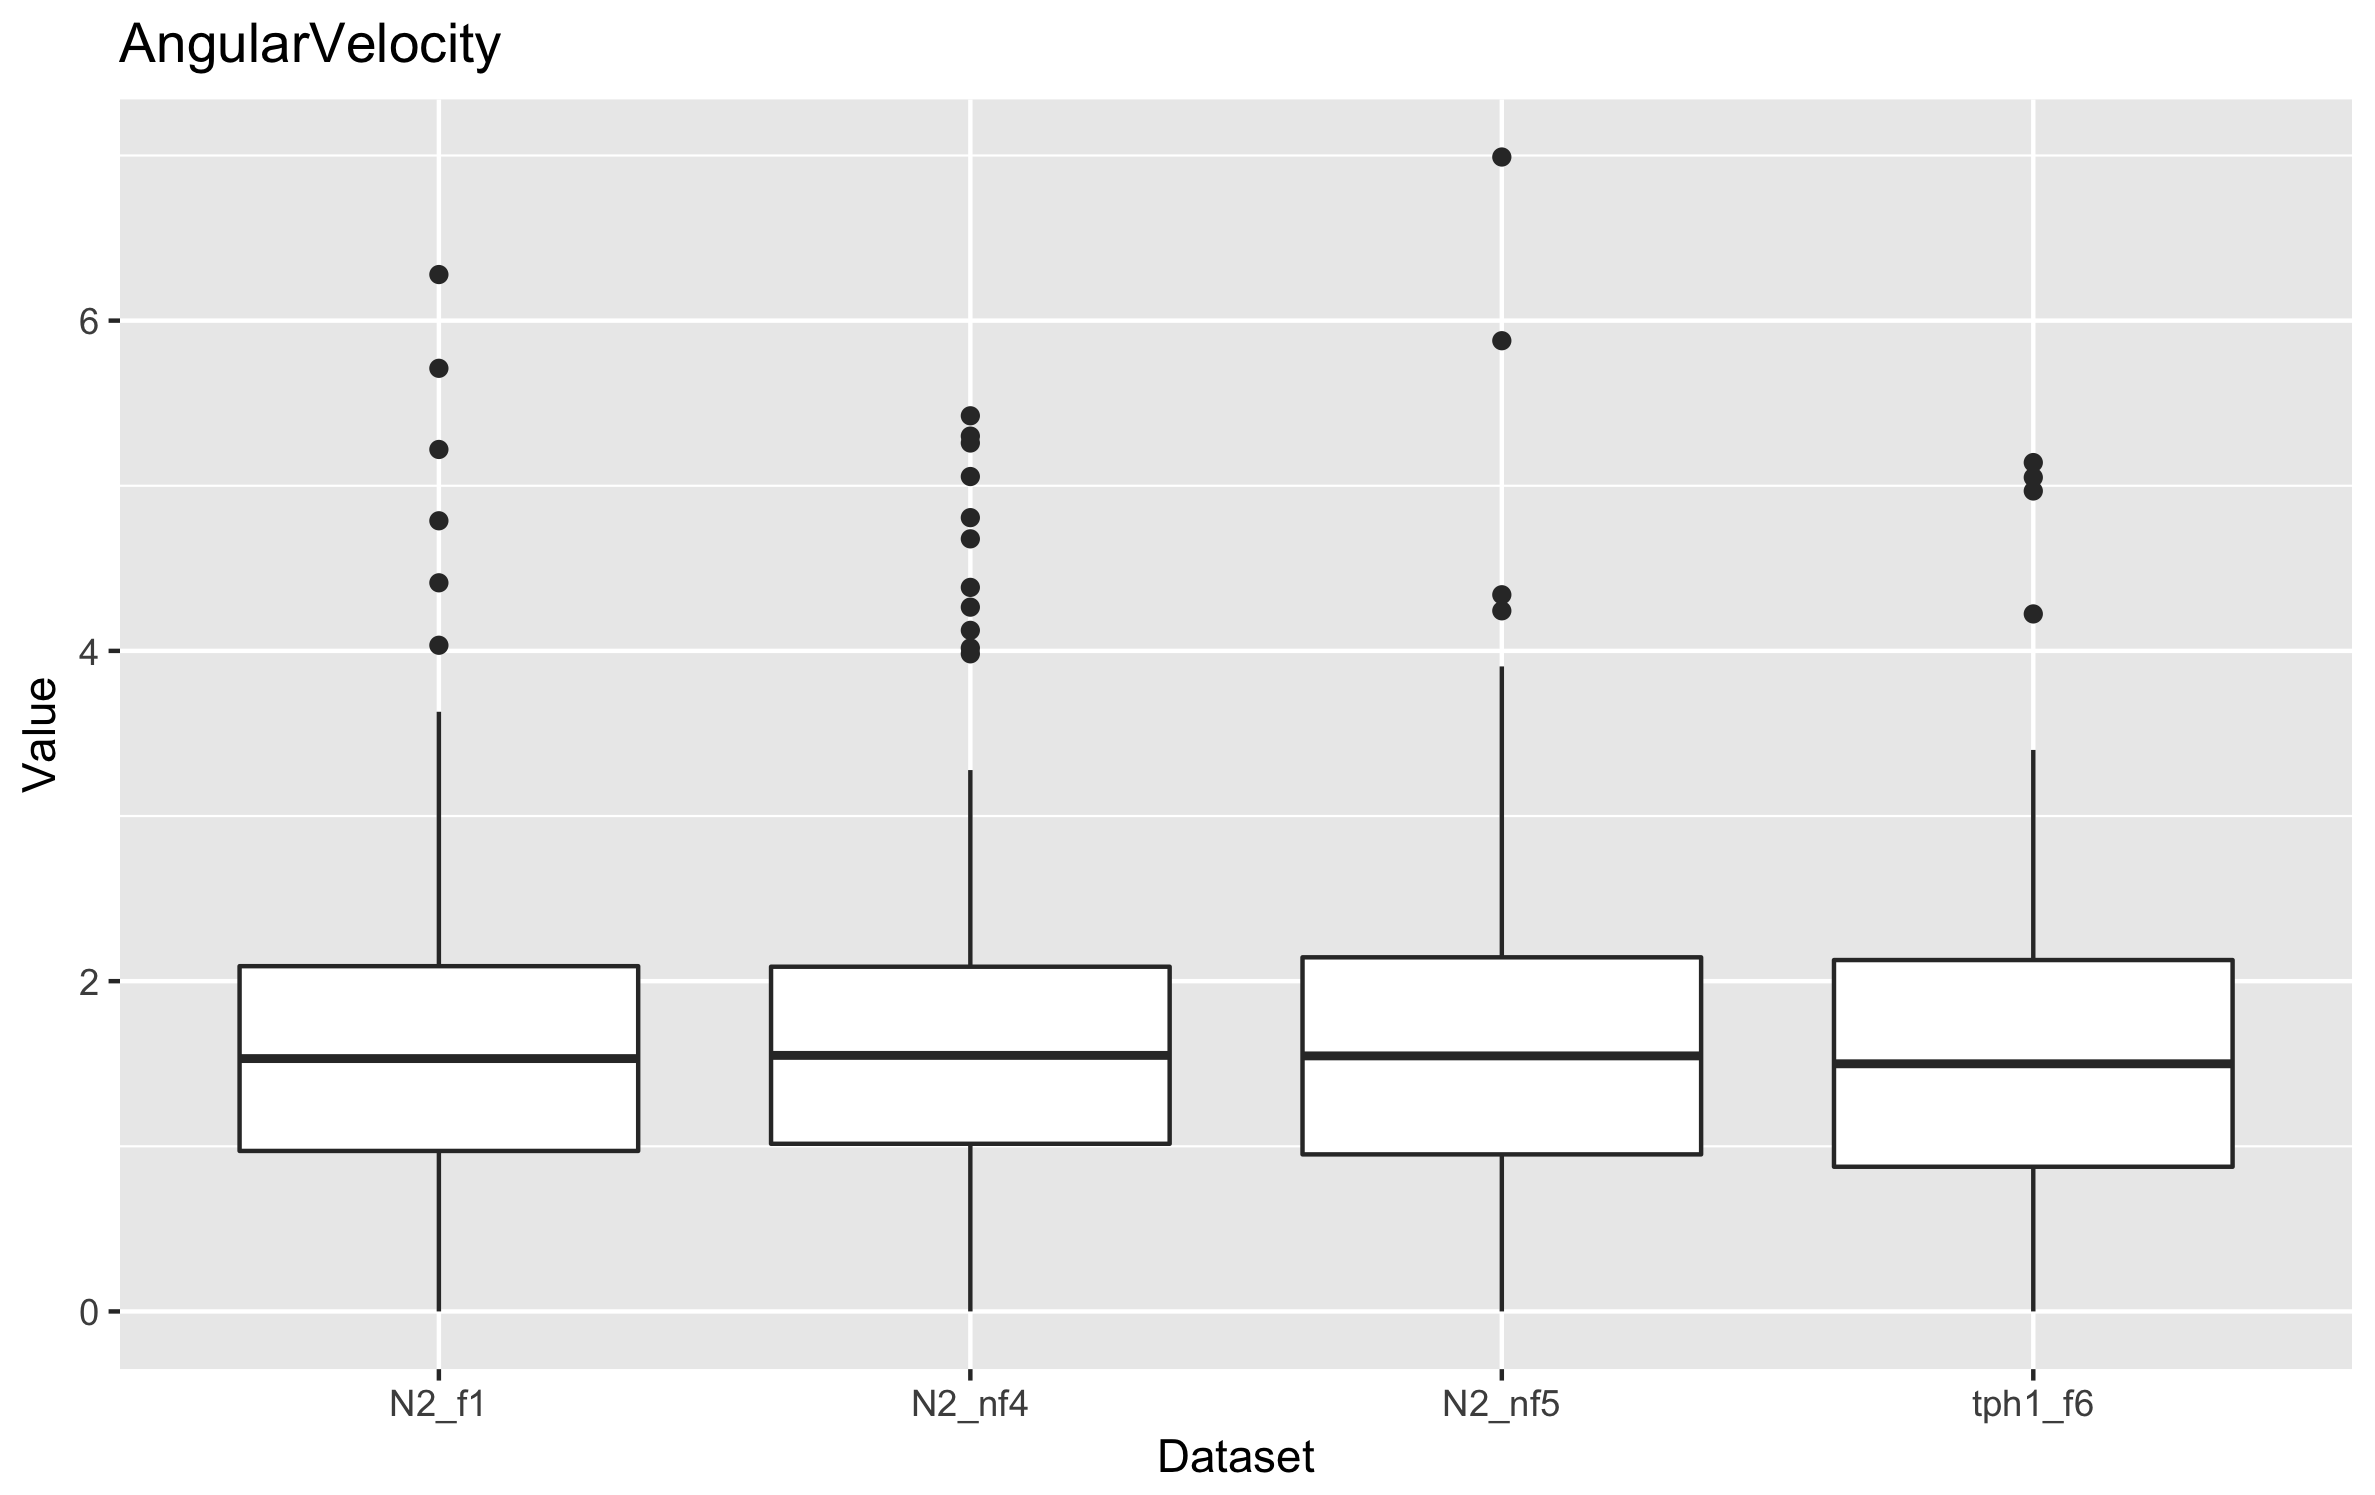 AngularVelocity
Value
6
4
2
0
N2_f1 N2_nf4 N2_nf5 tph1_f6
Dataset